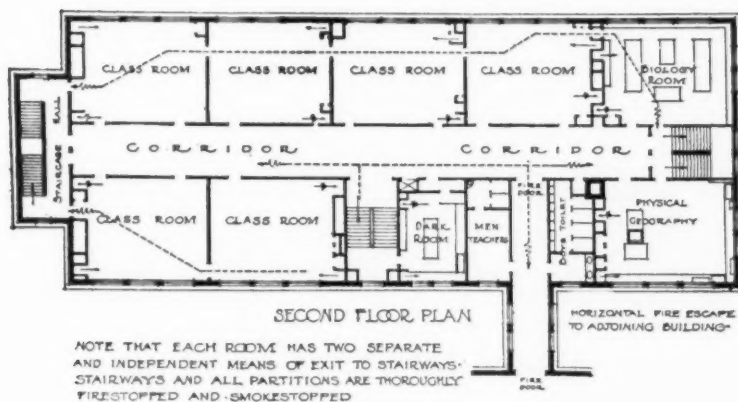 CLASS ROOM
CLASS ROOM
CLASS ROOM
CLASS ROOM
BIOLOGY
ROOM
STAIRCASE HALL
CORRIDOR
CORRIDOR
CLASS ROOM
CLASS ROOM
DARK
ROOM
MEN
TEACHERS
FIRE
DOOR
BOYS TOILET
PHYSICAL
GEOGRAPHY
SECOND FLOOR PLAN
HORIZONTAL FIRE ESCAPE
TO ADJOINING BUILDING
NOTE THAT EACH ROOM HAS TWO SEPARATE
AND INDEPENDENT MEANS OF EXIT TO STAIRWAYS.
STAIRWAYS AND ALL PARTITIONS ARE THOROUGHLY
FIRESTOPPED AND SMOKESTOPPED
FIRE
DOOR